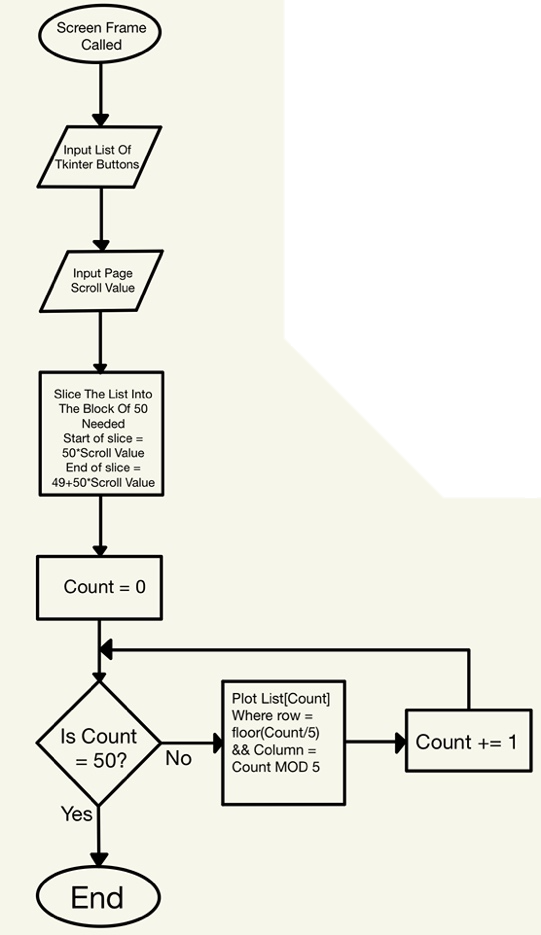 Screen Frame
Called
Input List Of
Tkinter Buttons
Input Page
Scroll Value
Slice The List Into
The Block Of 50
Needed
Start of slice =
50*Scroll Value
End of slice =
49+50*Scroll Value
Count = 0
Is Count
= 50?
No
Plot List[Count]
Where row =
floor(Count/5)
&& Column =
Count MOD 5
Count += 1
Yes
End